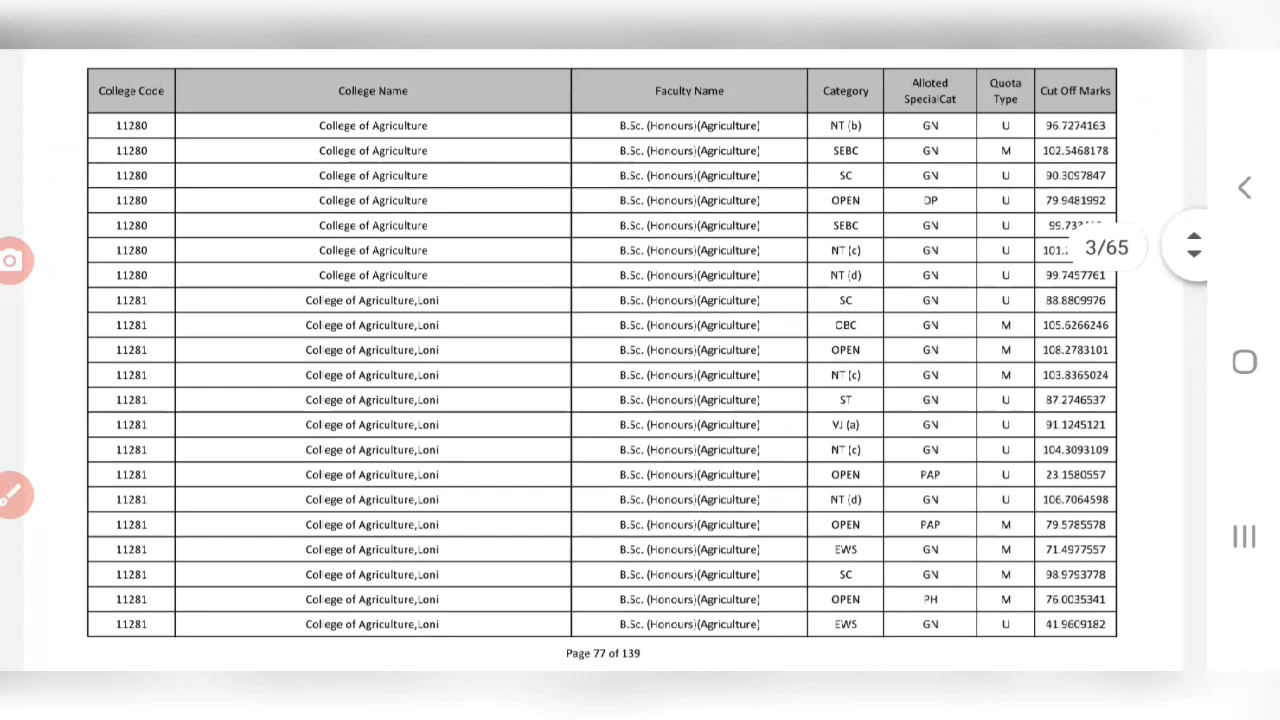 College Code College Name Faculty Name Category Alloted SpecialCat Quota Type Cut Off Marks
11280 College of Agriculture B.Sc. (Honours)(Agriculture) NT (b) GN U 96.7274163
11280 College of Agriculture B.Sc. (Honours)(Agriculture) SEBC GN M 102.5468178
11280 College of Agriculture B.Sc. (Honours)(Agriculture) SC GN U 90.3097847
11280 College of Agriculture B.Sc. (Honours)(Agriculture) OPEN DP U 79.9481992
11280 College of Agriculture B.Sc. (Honours)(Agriculture) SEBC GN U
11280 College of Agriculture B.Sc. (Honours)(Agriculture) NT (c) GN U 101.
3/65
11280 College of Agriculture B.Sc. (Honours)(Agriculture) NT (d) GN U 99.7457761
11281 College of Agriculture,Loni B.Sc. (Honours)(Agriculture) SC GN U 88.8809976
11281 College of Agriculture,Loni B.Sc. (Honours)(Agriculture) OBC GN M 105.6266246
11281 College of Agriculture,Loni B.Sc. (Honours)(Agriculture) OPEN GN M 108.2783101
11281 College of Agriculture,Loni B.Sc. (Honours)(Agriculture) NT (c) GN M 103.8365024
11281 College of Agriculture,Loni B.Sc. (Honours)(Agriculture) ST GN U 87.2746537
11281 College of Agriculture,Loni B.Sc. (Honours)(Agriculture) VJ (a) GN U 91.1245121
11281 College of Agriculture,Loni B.Sc. (Honours)(Agriculture) NT (c) GN U 104.3093109
11281 College of Agriculture,Loni B.Sc. (Honours)(Agriculture) OPEN PAP U 23.1580557
11281 College of Agriculture,Loni B.Sc. (Honours)(Agriculture) NT (d) GN U 106.7064598
11281 College of Agriculture,Loni B.Sc. (Honours)(Agriculture) OPEN PAP M 79.5785578
11281 College of Agriculture,Loni B.Sc. (Honours)(Agriculture) EWS GN M 71.4977557
11281 College of Agriculture,Loni B.Sc. (Honours)(Agriculture) SC GN M 98.9793778
11281 College of Agriculture,Loni B.Sc. (Honours)(Agriculture) OPEN PH M 76.0035341
11281 College of Agriculture,Loni B.Sc. (Honours)(Agriculture) EWS GN U 41.9609182
Page 77 of 139